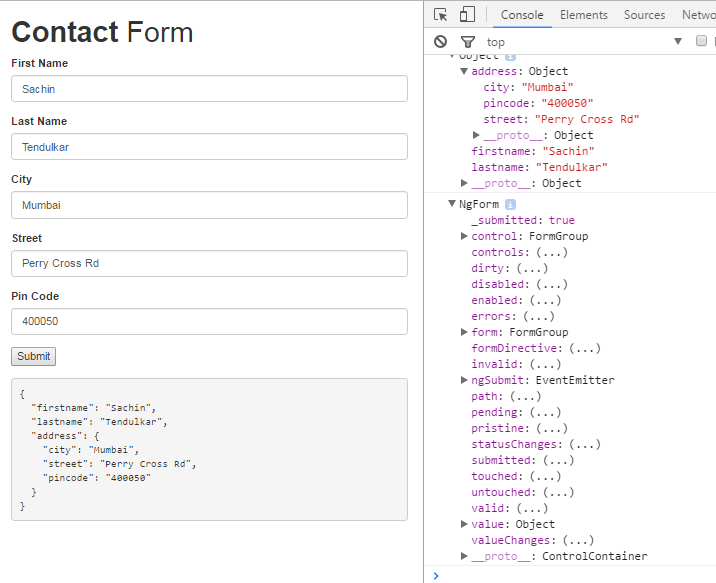 Contact Form
First Name
Sachin
Last Name
Tendulkar
City
Mumbai
Street
Perry Cross Rd
Pin Code
400050
Submit
{
"firstname": "Sachin",
"lastname": "Tendulkar",
"address": {
"city": "Mumbai",
"street": "Perry Cross Rd",
"pincode": "400050"
}
}
Console Elements Sources Netwo
top
Object
address: Object
city: "Mumbai"
pincode: "400050"
street: "Perry Cross Rd"
__proto__: Object
firstname: "Sachin"
lastname: "Tendulkar"
__proto__: Object
NgForm
_submitted: true
control: FormGroup
controls: (...)
dirty: (...)
disabled: (...)
enabled: (...)
errors: (...)
form: FormGroup
formDirective: (...)
invalid: (...)
ngSubmit: EventEmitter
path: (...)
pending: (...)
pristine: (...)
statusChanges: (...)
submitted: (...)
touched: (...)
untouched: (...)
valid: (...)
value: Object
valueChanges: (...)
__proto__: ControlContainer